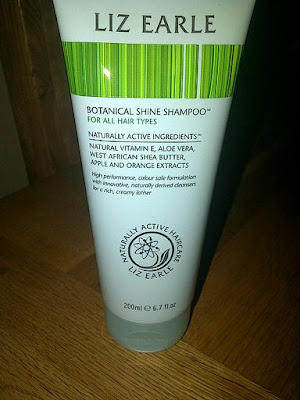 LIZ EARLE
BOTANICAL SHINE SHAMPOO™
FOR ALL HAIR TYPES
NATURALLY ACTIVE INGREDIENTS™
NATURAL VITAMIN E, ALOE VERA,
WEST AFRICAN SHEA BUTTER,
APPLE AND ORANGE EXTRACTS
High performance, colour safe formulation
with innovative, naturally derived cleansers
for a rich, creamy lather
NATURALLY ACTIVE HAIRCARE
LIZ EARLE
200ml ℮ 6.7 fl.oz